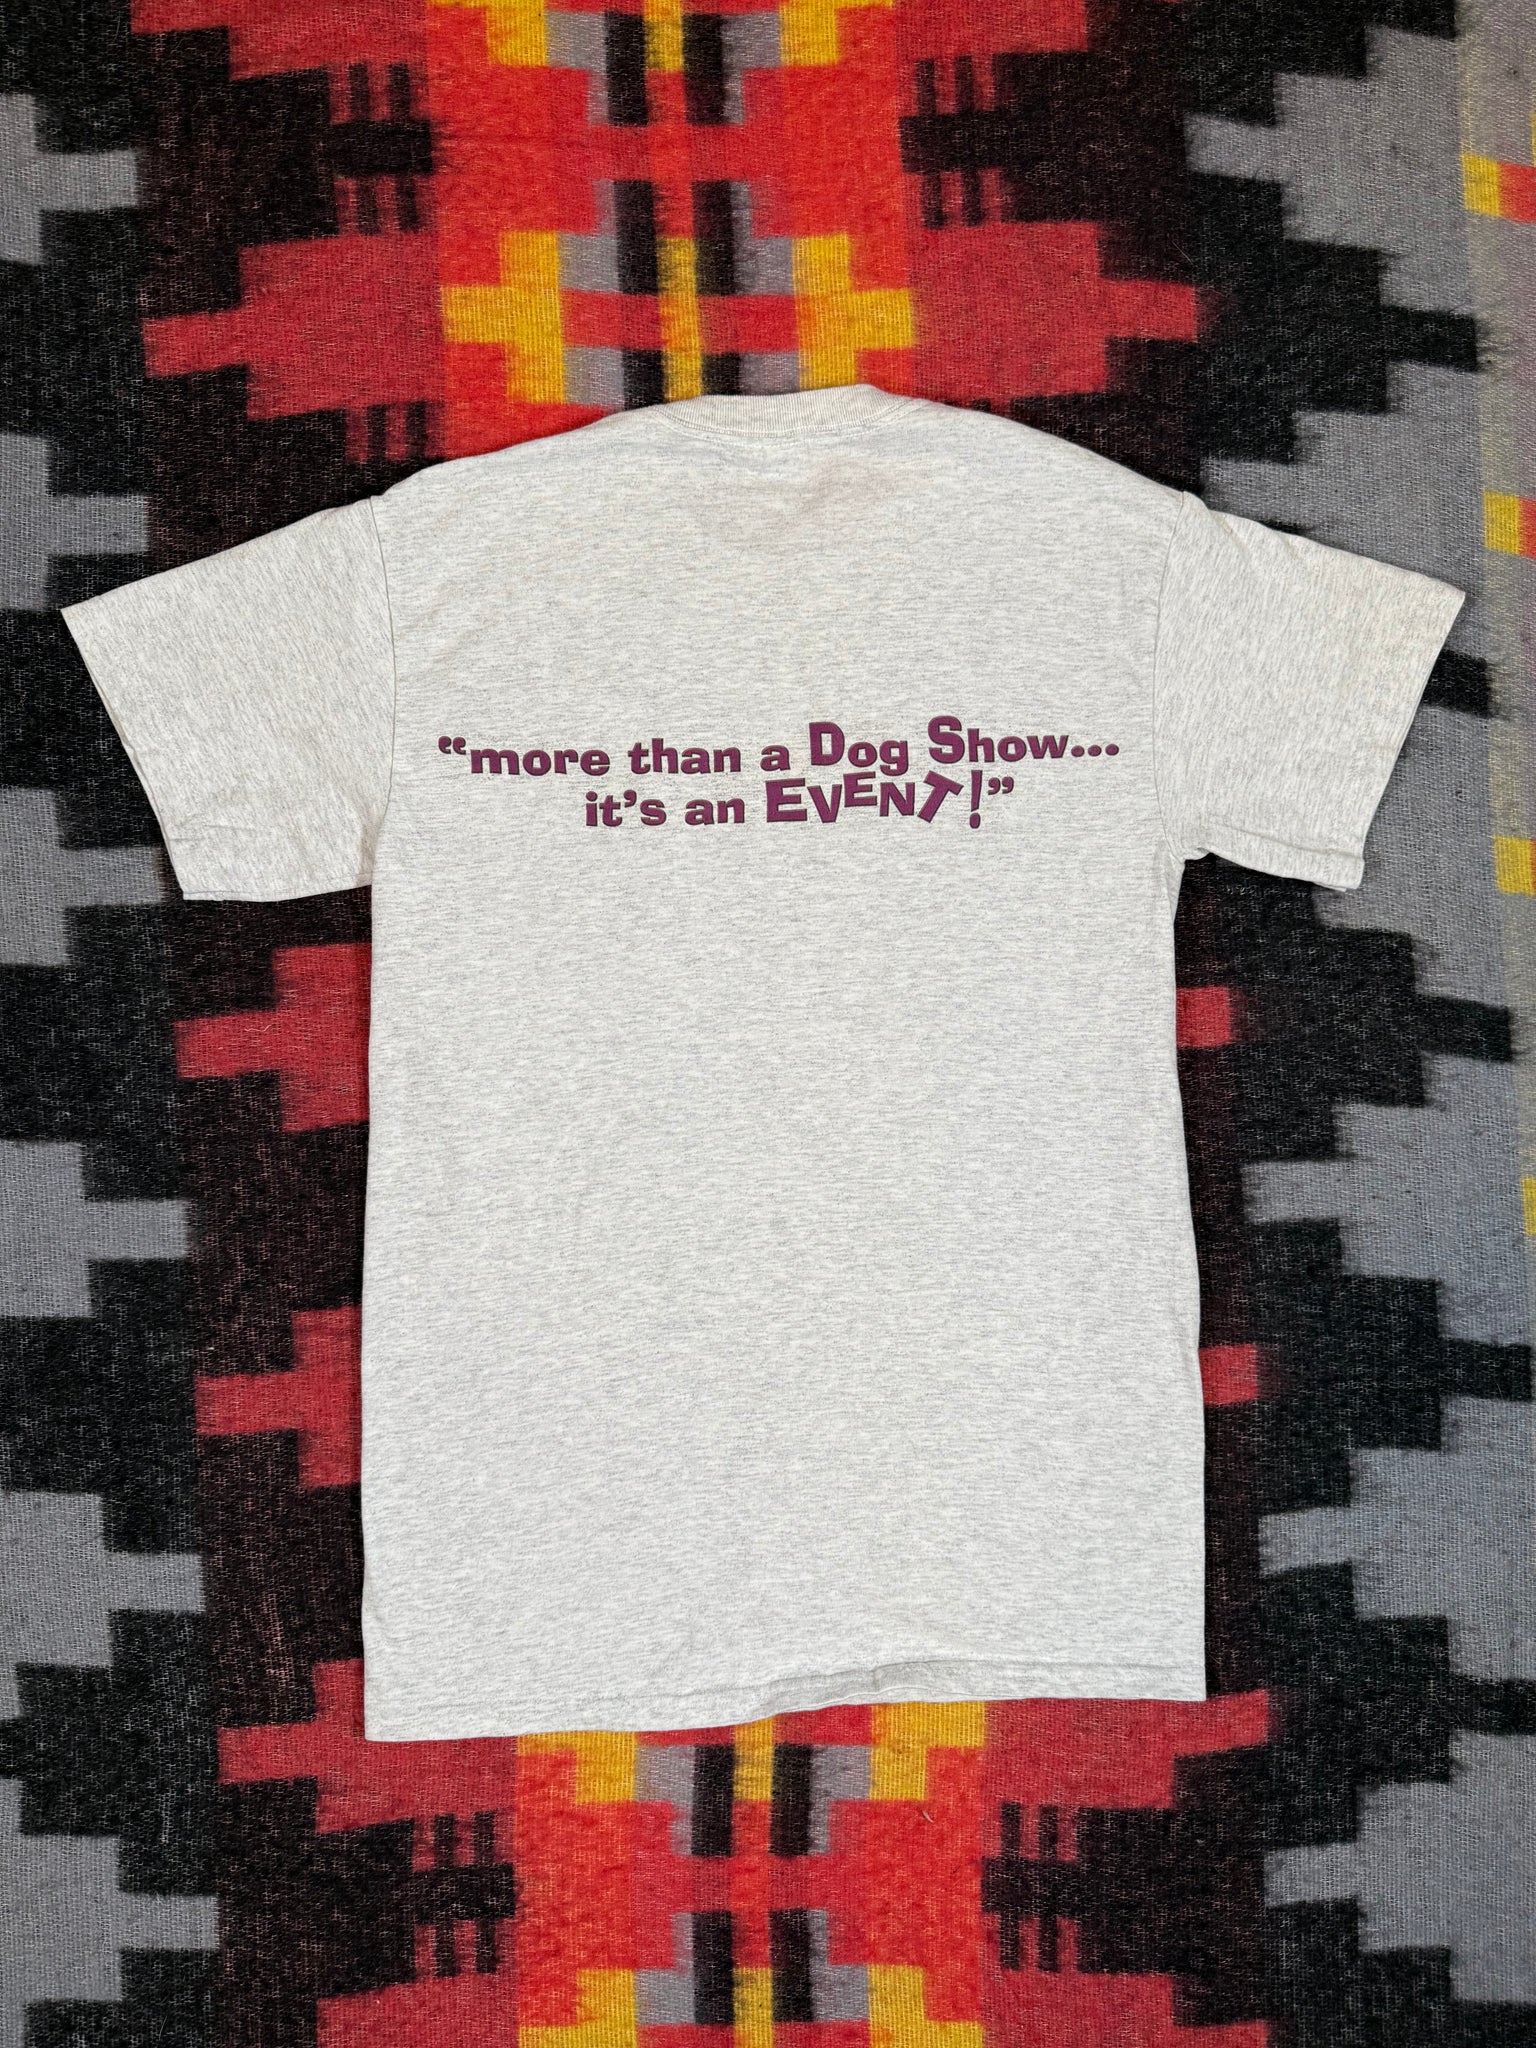 “more than a Dog Show...
it’s an EVENT!”